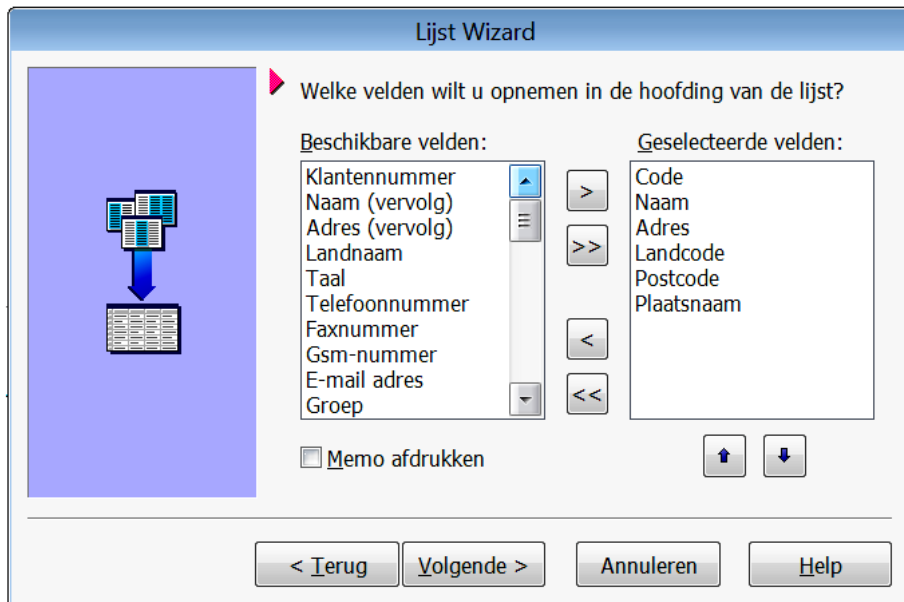 Lijst Wizard
Welke velden wilt u opnemen in de hoofding van de lijst?
Beschikbare velden:
Klantennummer
Naam (vervolg)
Adres (vervolg)
Landnaam
Taal
Telefoonnummer
Faxnummer
Gsm-nummer
E-mail adres
Groep
>
>>
<
<<
Geselecteerde velden:
Code
Naam
Adres
Landcode
Postcode
Plaatsnaam
Memo afdrukken
< Terug
Volgende >
Annuleren
Help